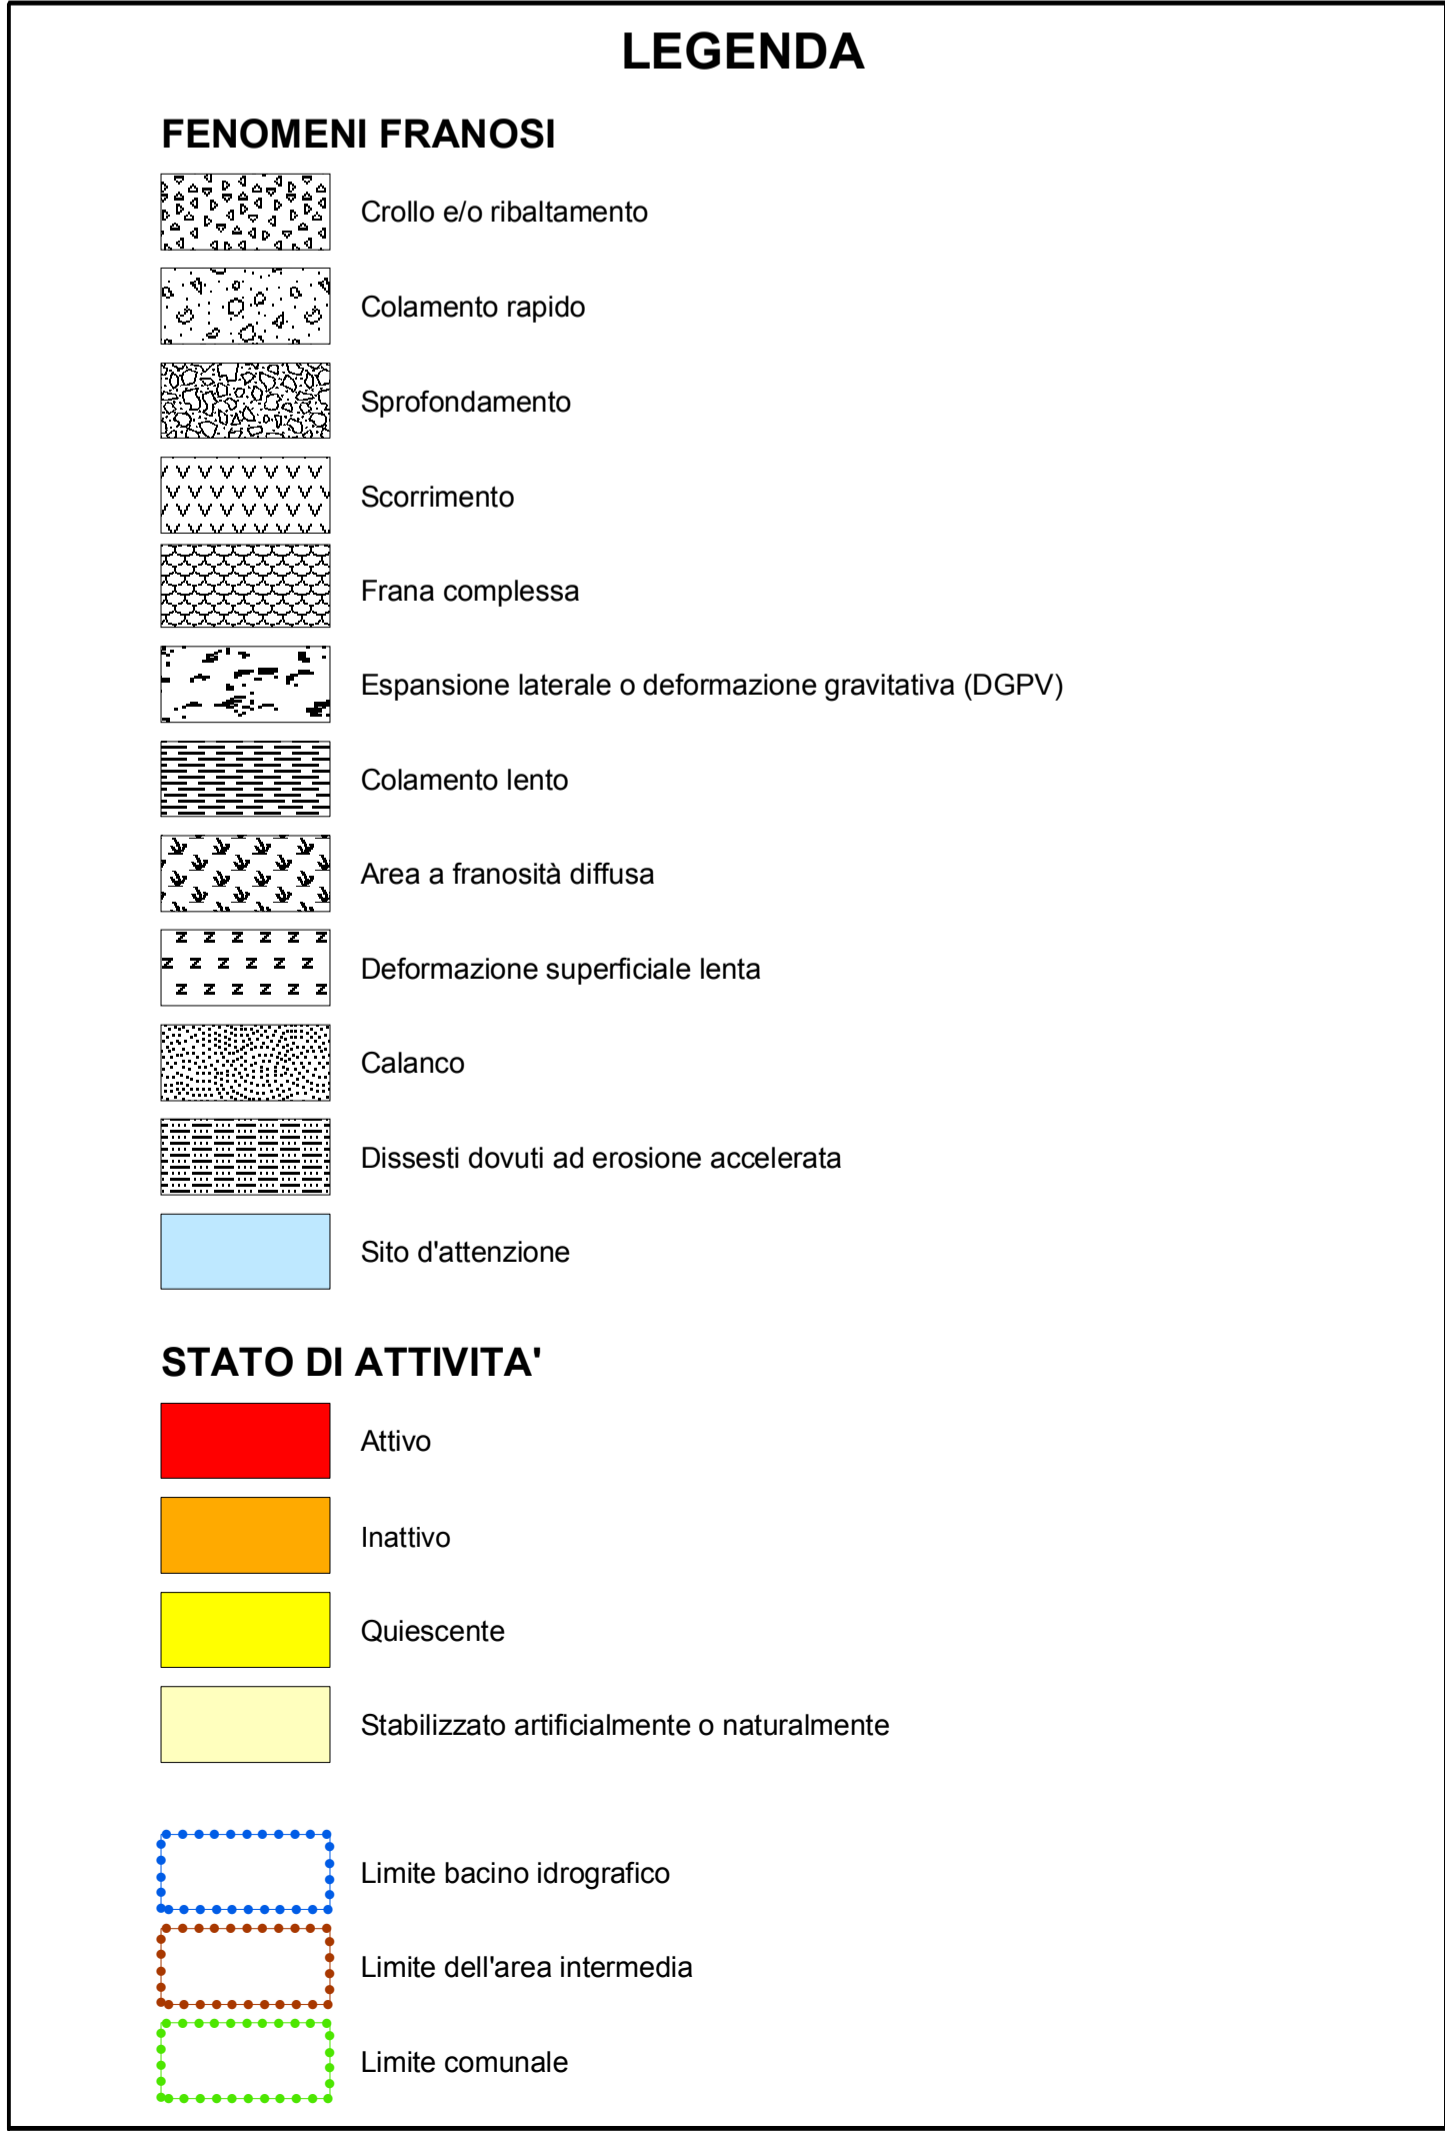 LEGENDA
FENOMENI FRANOSI
Crollo e/o ribaltamento
Colamento rapido
Sprofondamento
Scorrimento
Frana complessa
Espansione laterale o deformazione gravitativa (DGPV)
Colamento lento
Area a franosità diffusa
Deformazione superficiale lenta
Calanco
Dissesti dovuti ad erosione accelerata
Sito d'attenzione
STATO DI ATTIVITA'
Attivo
Inattivo
Quiescente
Stabilizzato artificialmente o naturalmente
Limite bacino idrografico
Limite dell'area intermedia
Limite comunale